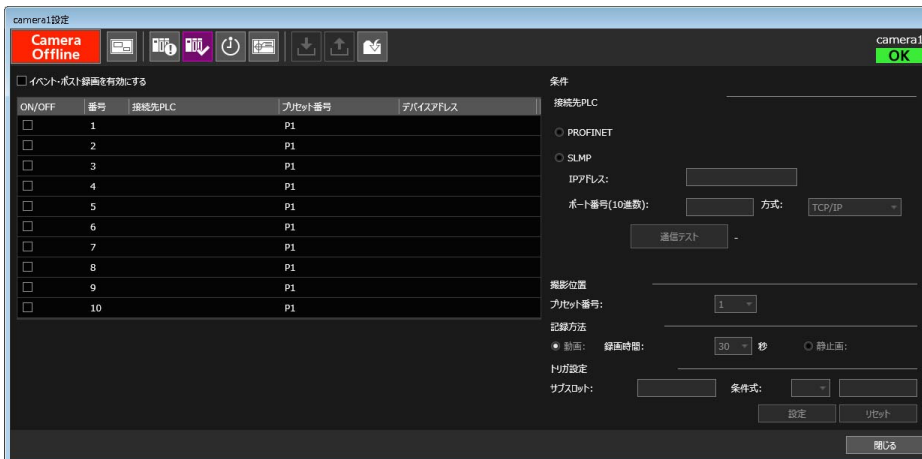 camera1設定
Camera Offline
camera1
OK
イベント・ポスト録画を有効にする
ON/OFF 番号 接続先PLC プリセット番号 デバイスアドレス
1 P1
2 P1
3 P1
4 P1
5 P1
6 P1
7 P1
8 P1
9 P1
10 P1
条件
接続先PLC
PROFINET
SLMP
IPアドレス:
ポート番号(10進数): 方式: TCP/IP
通信テスト -
撮影位置
プリセット番号: 1
記録方法
動画: 録画時間: 30 秒 静止画:
トリガ設定
サブスロット: 条件式:
設定 リセット
閉じる